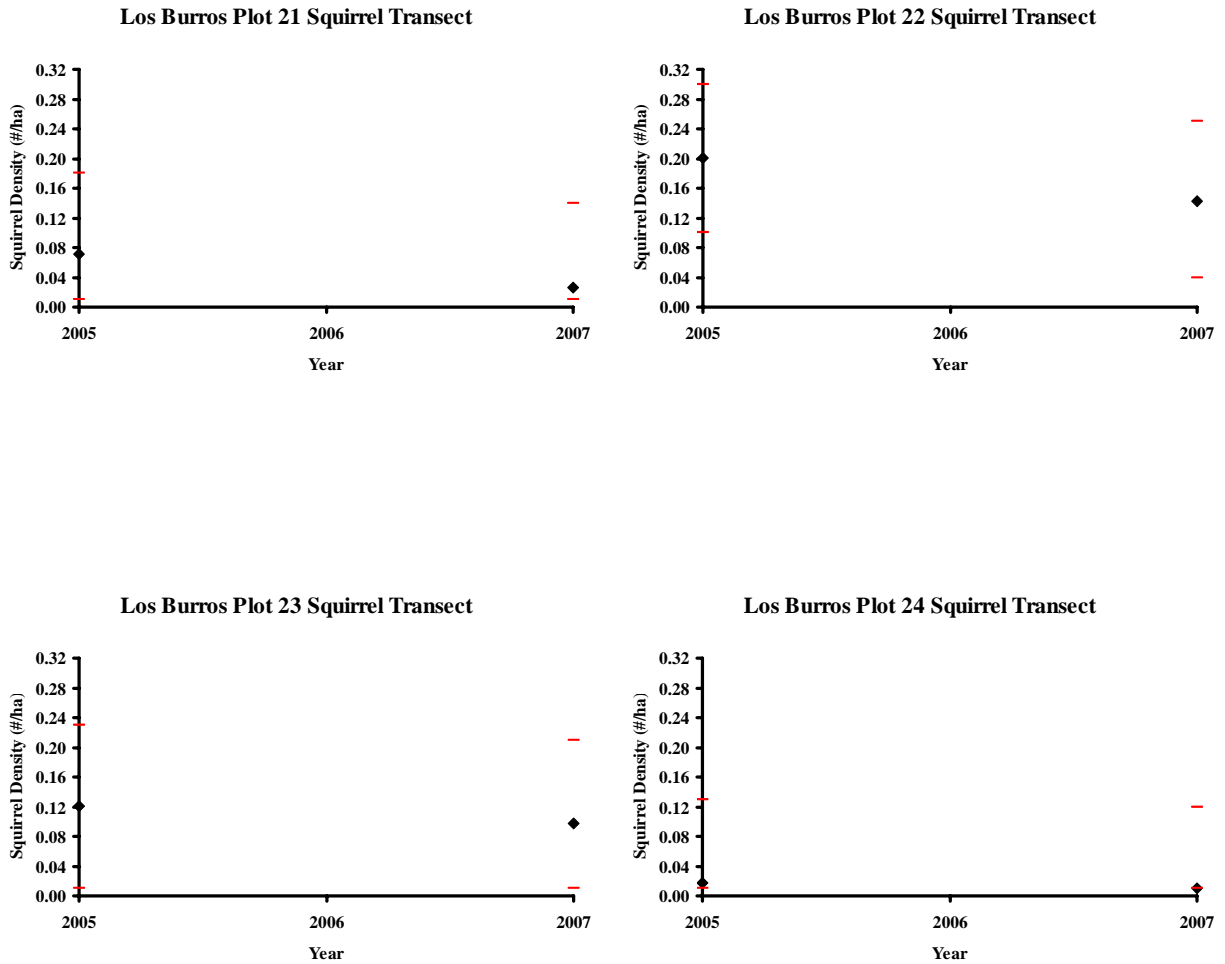 Los Burros Plot 21 Squirrel Transect
Squirrel Density (#/ha)
0.32
0.28
0.24
0.20
0.16
0.12
0.08
0.04
0.00
2005 2006 2007
Year
Los Burros Plot 22 Squirrel Transect
Squirrel Density (#/ha)
0.32
0.28
0.24
0.20
0.16
0.12
0.08
0.04
0.00
2005 2006 2007
Year
Los Burros Plot 23 Squirrel Transect
Squirrel Density (#/ha)
0.32
0.28
0.24
0.20
0.16
0.12
0.08
0.04
0.00
2005 2006 2007
Year
Los Burros Plot 24 Squirrel Transect
Squirrel Density (#/ha)
0.32
0.28
0.24
0.20
0.16
0.12
0.08
0.04
0.00
2005 2006 2007
Year